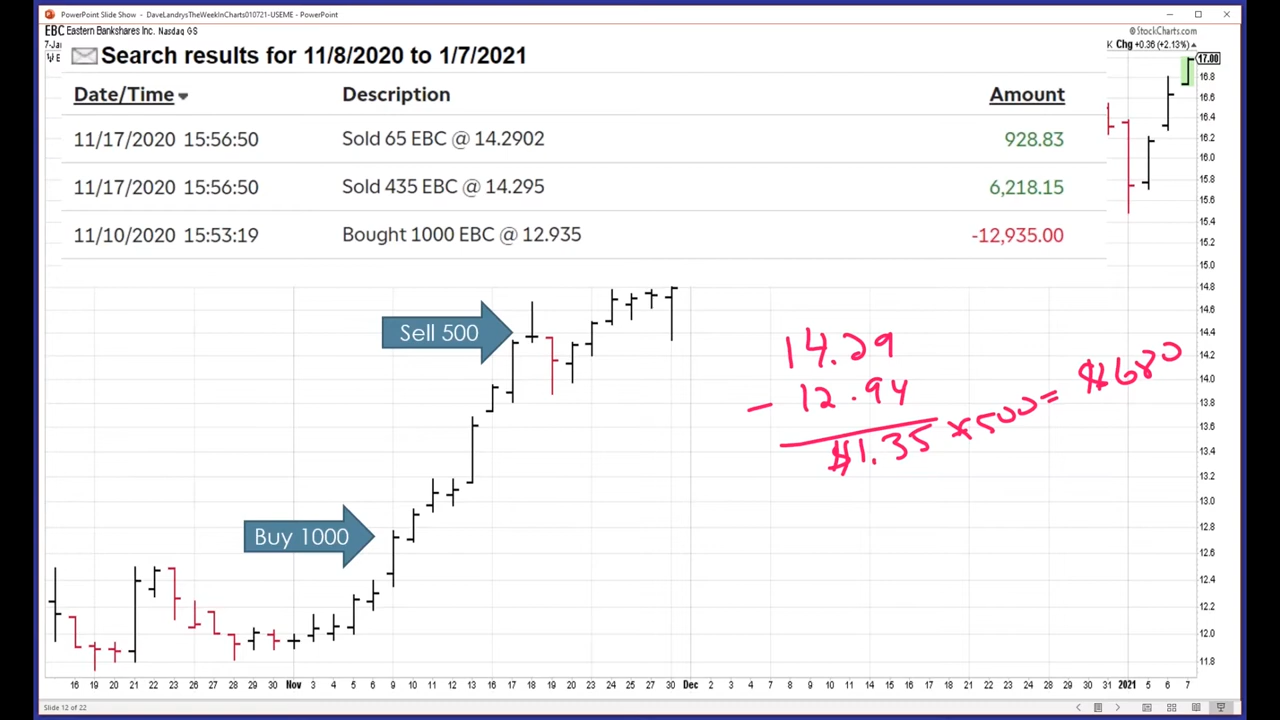 PowerPoint Slide Show - DaveLandrysTheWeekInCharts010721-USEME - PowerPoint
EBC Eastern Bankshares Inc. Nasdaq GS
© StockCharts.com
7-Ja
K Chg +0.36 (+2.13%)
Search results for 11/8/2020 to 1/7/2021
Date/Time Description Amount
11/17/2020 15:56:50 Sold 65 EBC @ 14.2902 928.83
11/17/2020 15:56:50 Sold 435 EBC @ 14.295 6,218.15
11/10/2020 15:53:19 Bought 1000 EBC @ 12.935 -12,935.00
17.00
16.8
16.6
16.4
16.2
16.0
15.8
15.6
15.4
15.2
15.0
14.8
14.6
14.4
14.2
14.0
13.8
13.6
13.4
13.2
13.0
12.8
12.6
12.4
12.2
12.0
11.8
Sell 500
Buy 1000
14.29
- 12.94
$1.35 x 500 = $680
16 19 20 21 22 23 26 27 28 29 30 Nov 3 4 5 6 9 10 11 12 13 16 17 18 19 20 23 24 25 27 30 Dec 2 3 4 7 8 9 10 11 14 15 16 17 18 21 22 23 24 28 29 30 31 2021 5 6 7
Slide 12 of 22